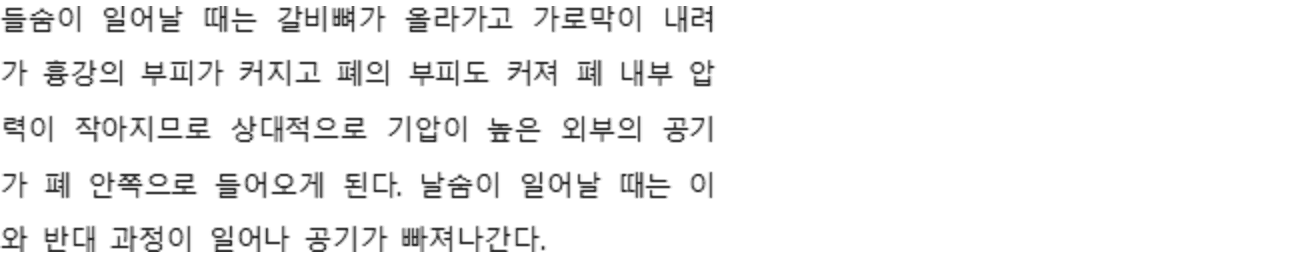 들숨이 일어날 때는 갈비뼈가 올라가고 가로막이 내려
가 흉강의 부피가 커지고 폐의 부피도 커져 폐 내부 압
력이 작아지므로 상대적으로 기압이 높은 외부의 공기
가 폐 안쪽으로 들어오게 된다. 날숨이 일어날 때는 이
와 반대 과정이 일어나 공기가 빠져나간다.